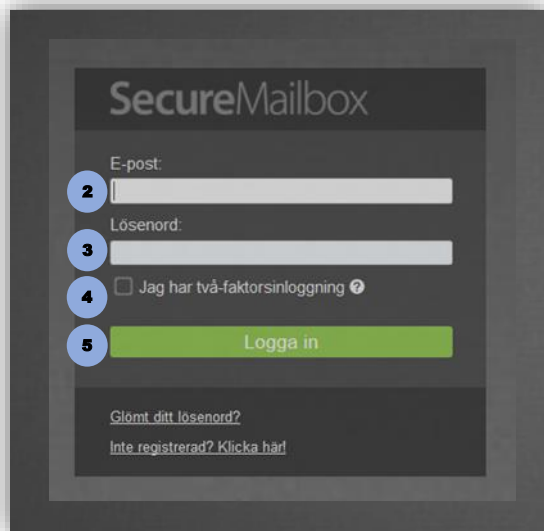 SecureMailbox
E-post:
2
Lösenord:
3
4 Jag har två-faktorsinloggning ?
5 Logga in
Glömt ditt lösenord?
Inte registrerad? Klicka här!